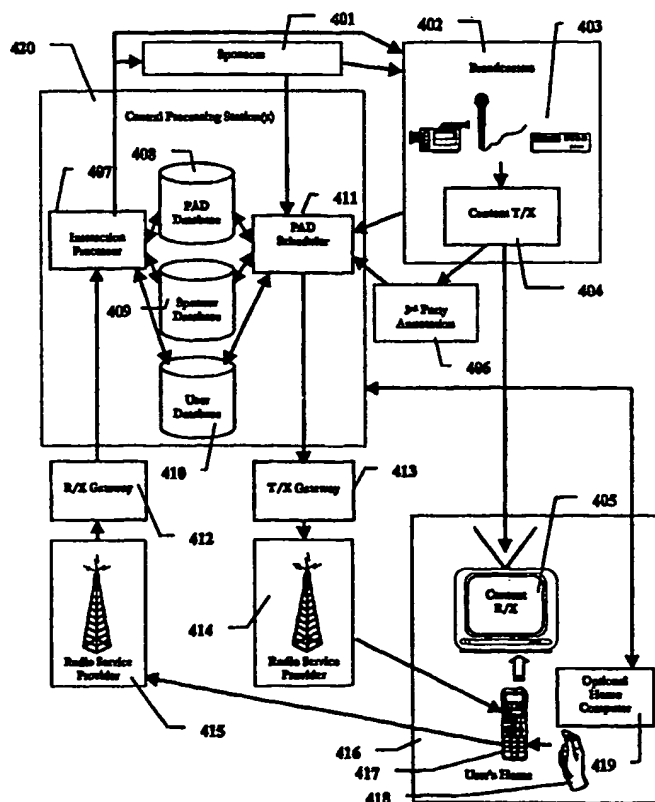 401
402
403
420
Sponsors
Broadcasters
Central Processing Station(s)
408
407
411
PAD
Database
PAD
Scheduler
Interaction
Processor
Content T/X
409
Sponsor
Database
404
3rd Party
Annotation
406
User
Database
410
R/X Gateway
T/X Gateway
413
405
412
Content
R/X
414
Radio Service
Provider
Radio Service
Provider
Optional
Home
Computer
415
416
417
User's Home
419
418